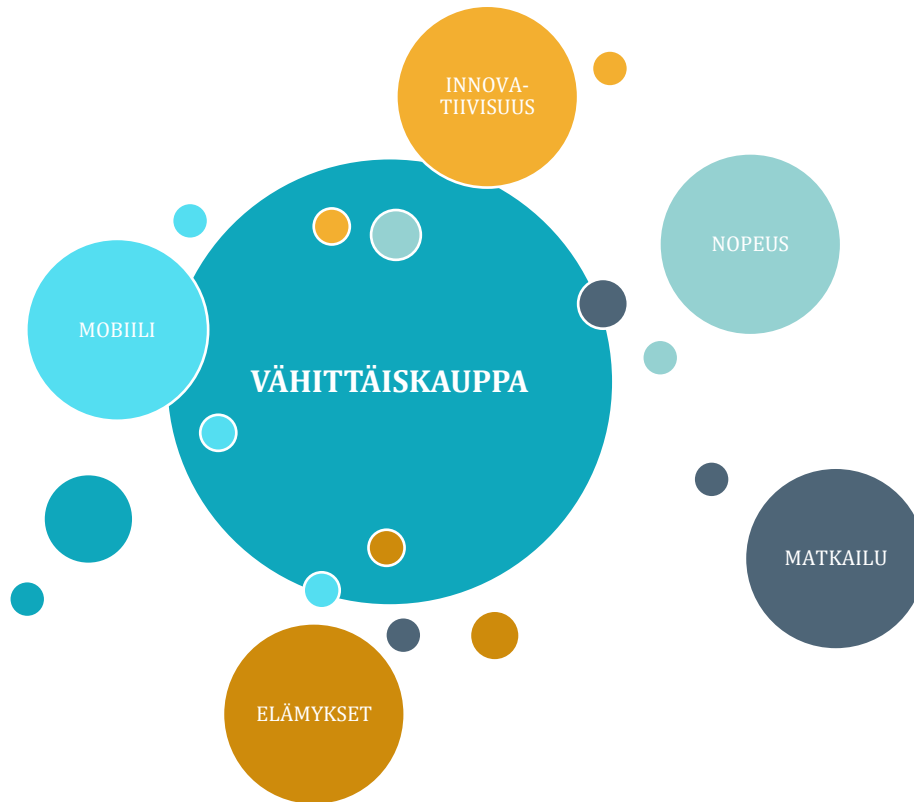 INNOVA-
TIIVISUUS
NOPEUS
MOBIILI
VÄHITTÄISKAUPPA
MATKAILU
ELÄMYKSET